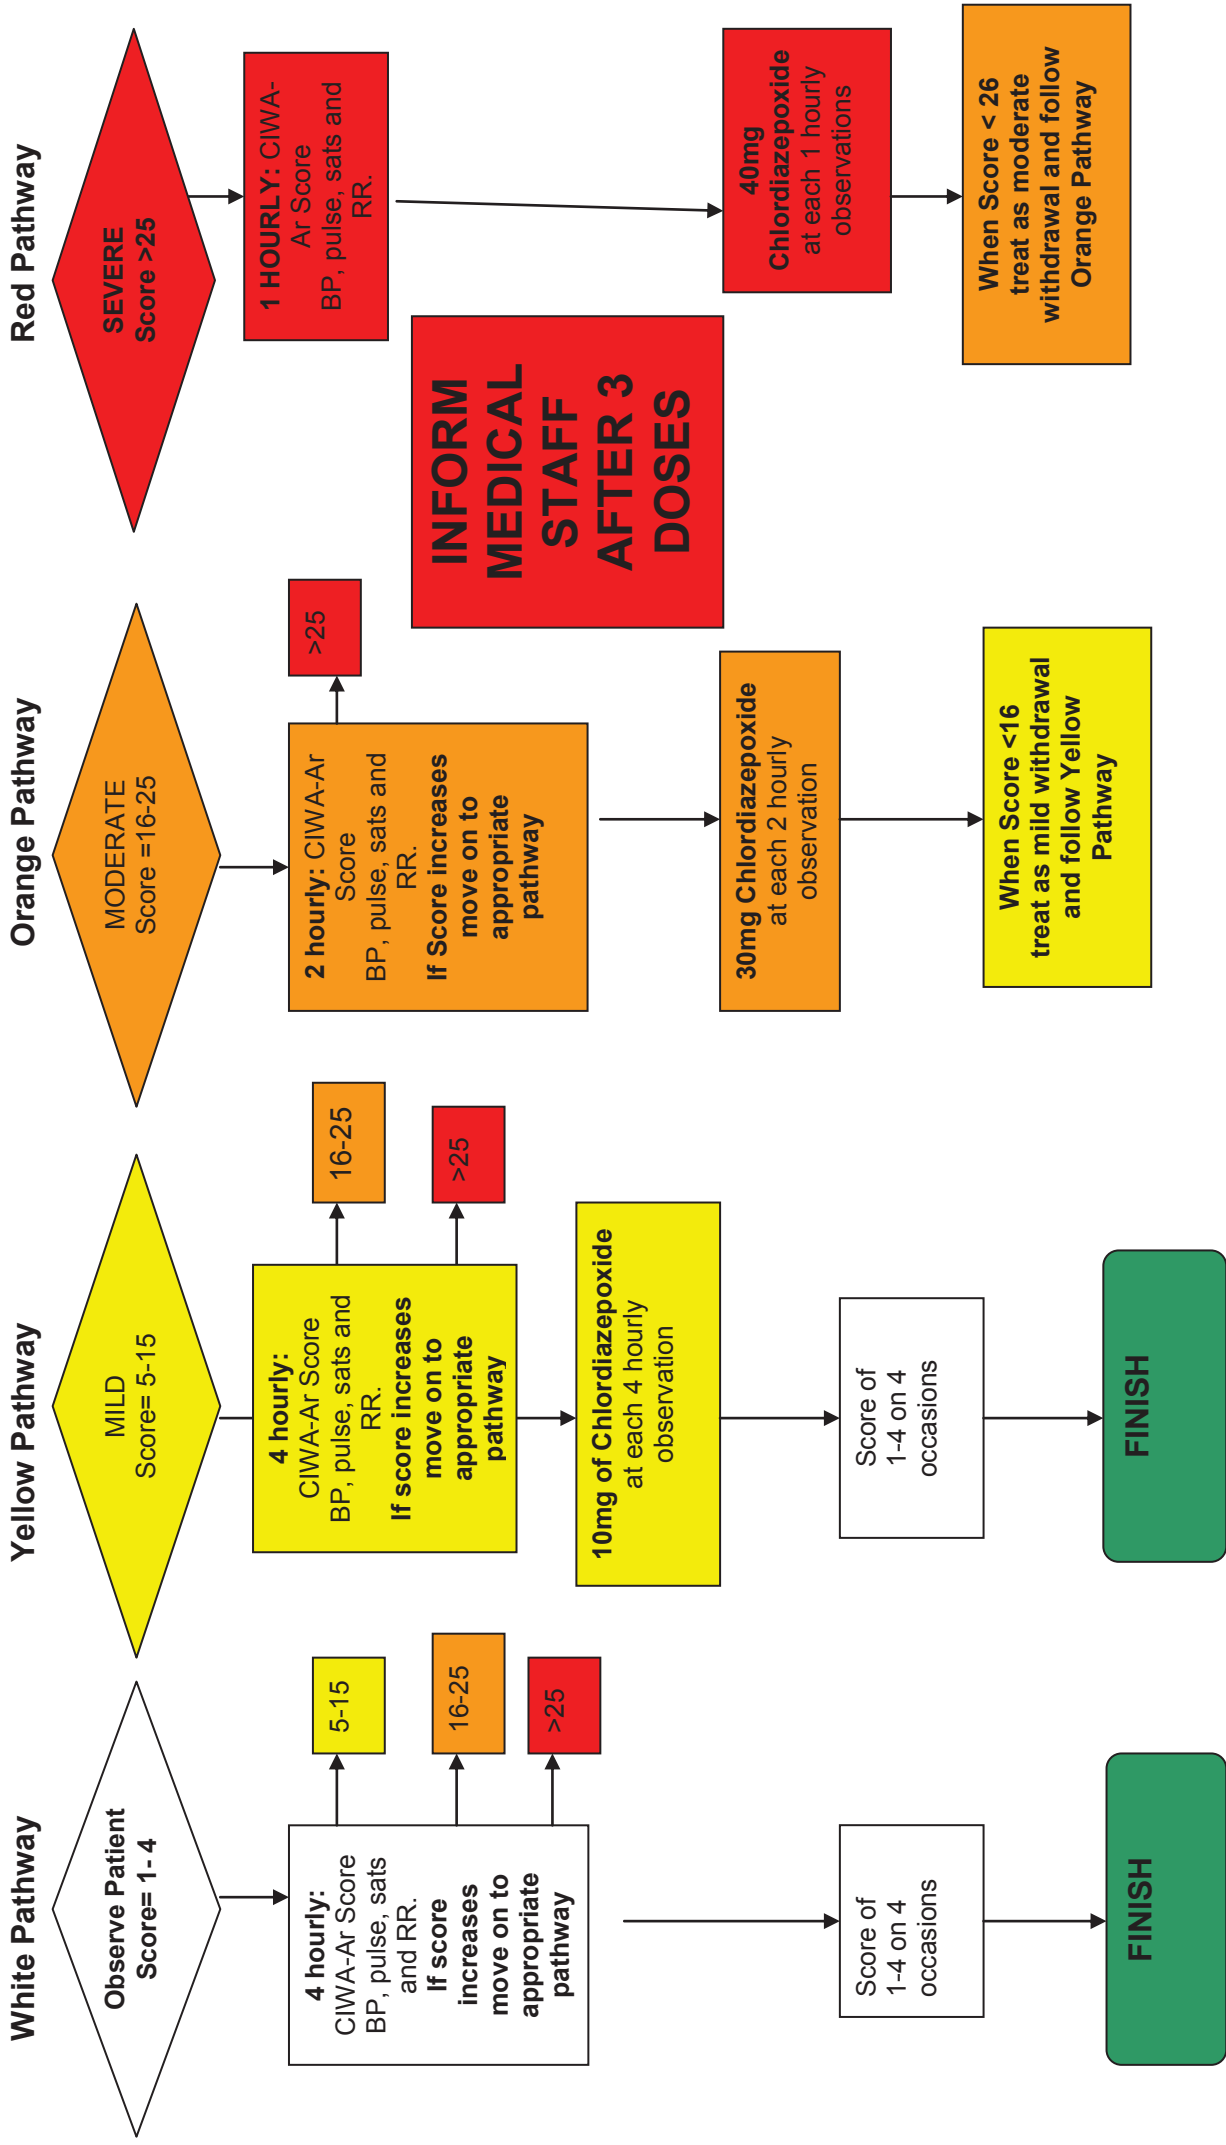 White Pathway
Observe Patient
Score= 1- 4
4 hourly:
CIWA-Ar Score
BP, pulse, sats
and RR.
If score
increases
move on to
appropriate
pathway
5-15
16-25
>25
Score of
1-4 on 4
occasions
FINISH
Yellow Pathway
MILD
Score= 5-15
4 hourly:
CIWA-Ar Score
BP, pulse, sats and
RR.
If score increases
move on to
appropriate
pathway
16-25
>25
10mg of Chlordiazepoxide
at each 4 hourly
observation
Score of
1-4 on 4
occasions
FINISH
Orange Pathway
MODERATE
Score =16-25
2 hourly: CIWA-Ar
Score
BP, pulse, sats and
RR.
If Score increases
move on to
appropriate
pathway
>25
30mg Chlordiazepoxide
at each 2 hourly
observation
When Score <16
treat as mild withdrawal
and follow Yellow
Pathway
Red Pathway
SEVERE
Score >25
1 HOURLY: CIWA-
Ar Score
BP, pulse, sats and
RR.
INFORM
MEDICAL
STAFF
AFTER 3
DOSES
40mg
Chlordiazepoxide
at each 1 hourly
observations
When Score < 26
treat as moderate
withdrawal and follow
Orange Pathway